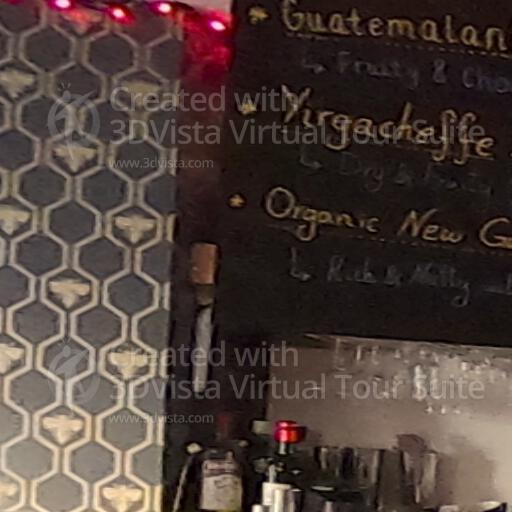 Guatemalan
↳ Fruity & Cho
Yirgachaffe
↳ Dry & Fruity
Organic New G
↳ Rich & Nutty
Created with
3DVista Virtual Tour Suite
www.3dvista.com
Created with
3DVista Virtual Tour Suite
www.3dvista.com